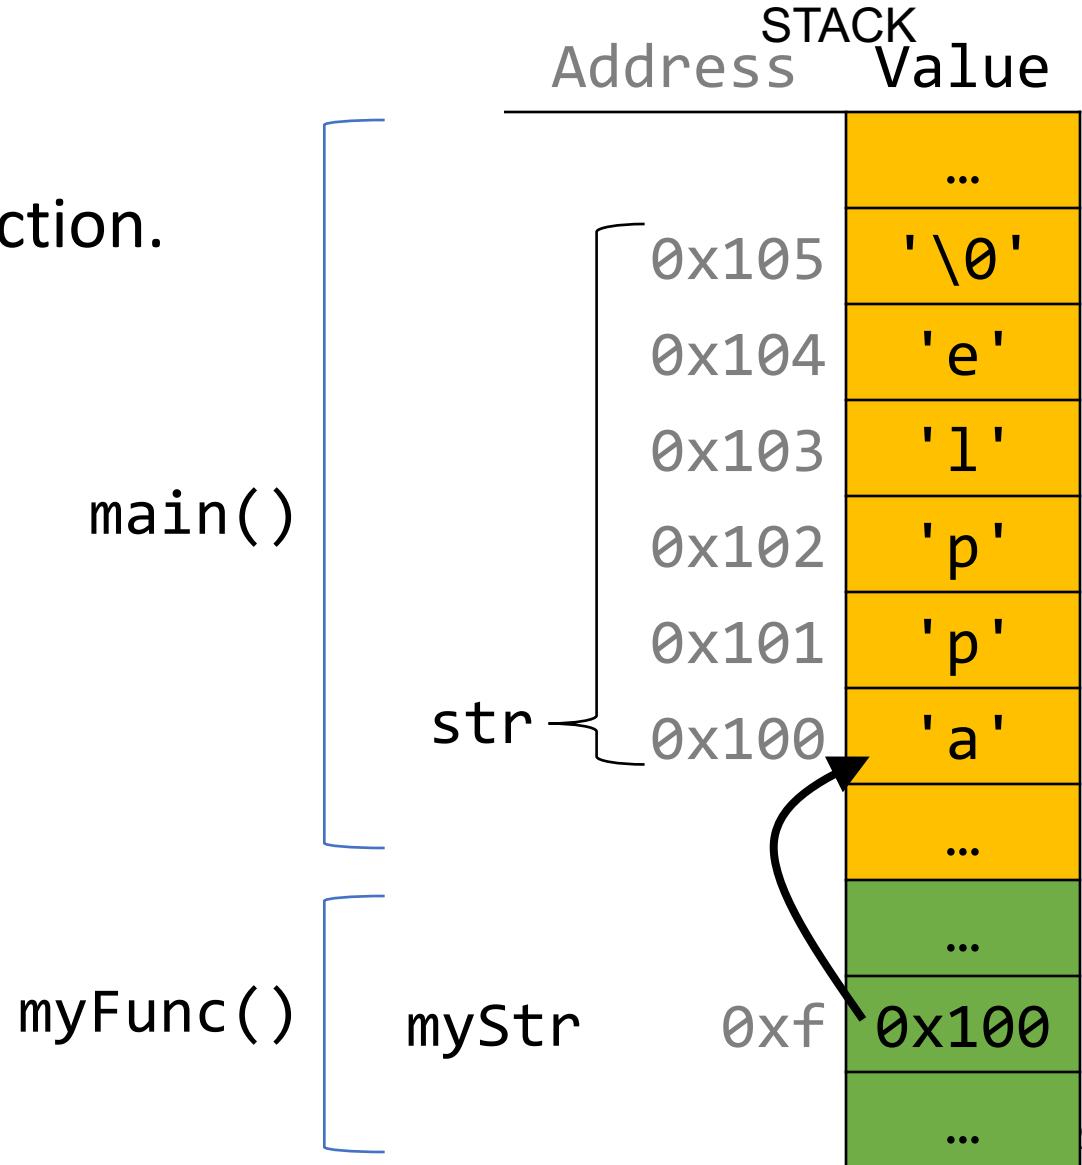 STACK
Address Value
…
ction.
0x105 '\0'
0x104 'e'
0x103 'l'
main()
0x102 'p'
0x101 'p'
str
0x100 'a'
…
…
myFunc()
myStr 0xf 0x100
…